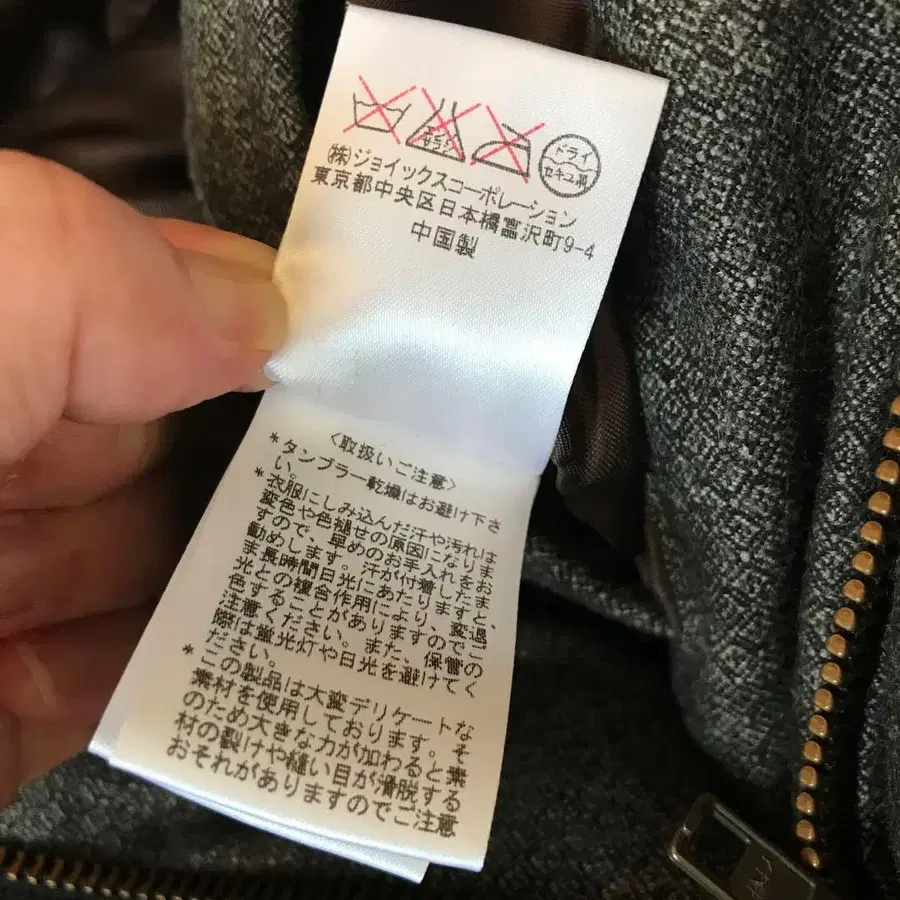 エンソ
サラシ
ドライ
セキユ系
(株)ジョイックスコーポレーション
東京都中央区日本橋富沢町9-4
中国製
〈取扱いご注意〉
*タンブラー乾燥はお避け下さ
い。
*衣服にしみ込んだ汗や汚れは
変色や色褪せの原因になりま
すので、早めのお手入れをお
勧めします。汗が付着したま
ま長時間日光にあたりますと、
光との複合作用により、変退
色することがありますのでご
注意ください。また、保管の
際は蛍光灯や日光を避けてく
ださい。
*この製品は大変デリケートな
素材を使用しております。そ
のため大きな力が加わると素
材の裂けや縫い目が滑脱する
おそれがありますのでご注意